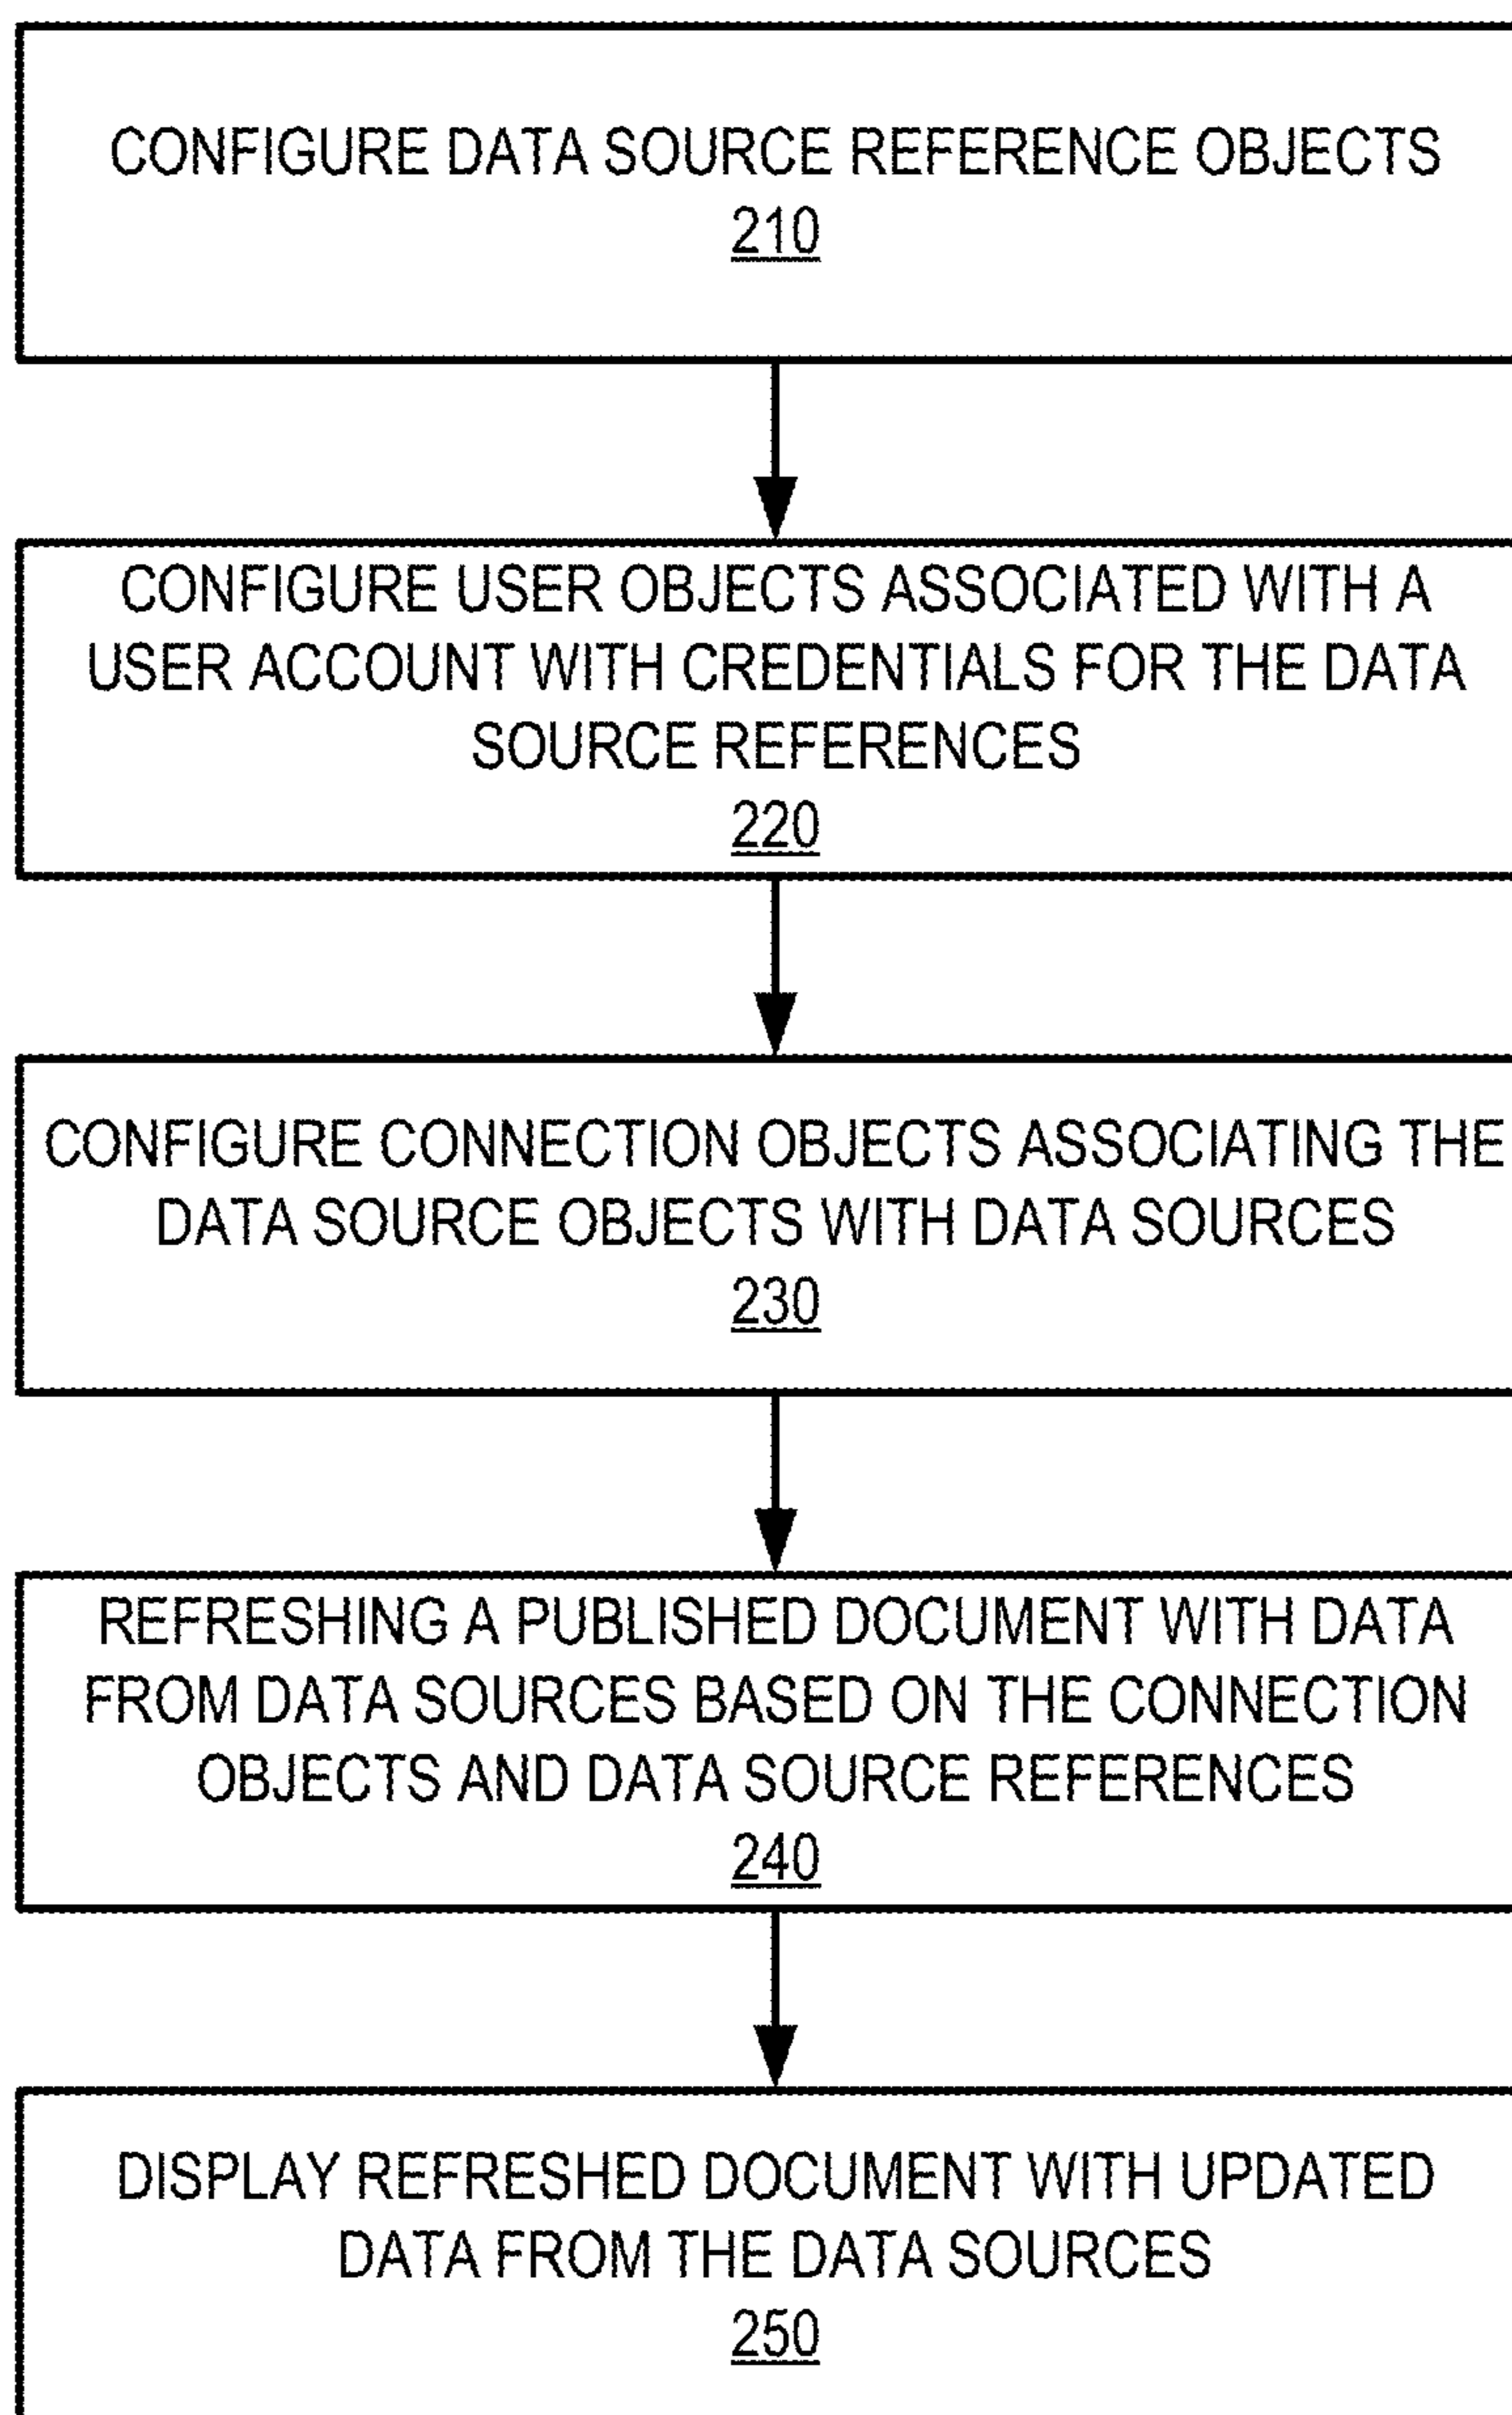 CONFIGURE DATA SOURCE REFERENCE OBJECTS
210
CONFIGURE USER OBJECTS ASSOCIATED WITH A
USER ACCOUNT WITH CREDENTIALS FOR THE DATA
SOURCE REFERENCES
220
CONFIGURE CONNECTION OBJECTS ASSOCIATING THE
DATA SOURCE OBJECTS WITH DATA SOURCES
230
REFRESHING A PUBLISHED DOCUMENT WITH DATA
FROM DATA SOURCES BASED ON THE CONNECTION
OBJECTS AND DATA SOURCE REFERENCES
240
DISPLAY REFRESHED DOCUMENT WITH UPDATED
DATA FROM THE DATA SOURCES
250